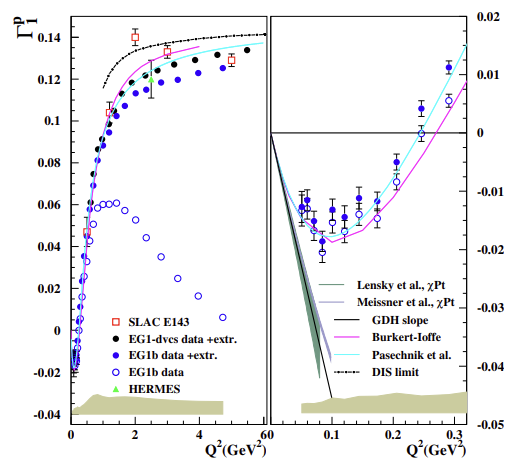 Γ₁ᵖ
0.14
0.12
0.1
0.08
0.06
0.04
0.02
0
-0.02
-0.04
SLAC E143
EG1-dvcs data +extr.
EG1b data +extr.
EG1b data
HERMES
0 2 4 6
Q²(GeV²)
0.02
0.01
0
-0.01
-0.02
-0.03
-0.04
-0.05
Lensky et al., χPt
Meissner et al., χPt
GDH slope
Burkert-Ioffe
Pasechnik et al.
DIS limit
0 0.1 0.2 0.3
Q²(GeV²)